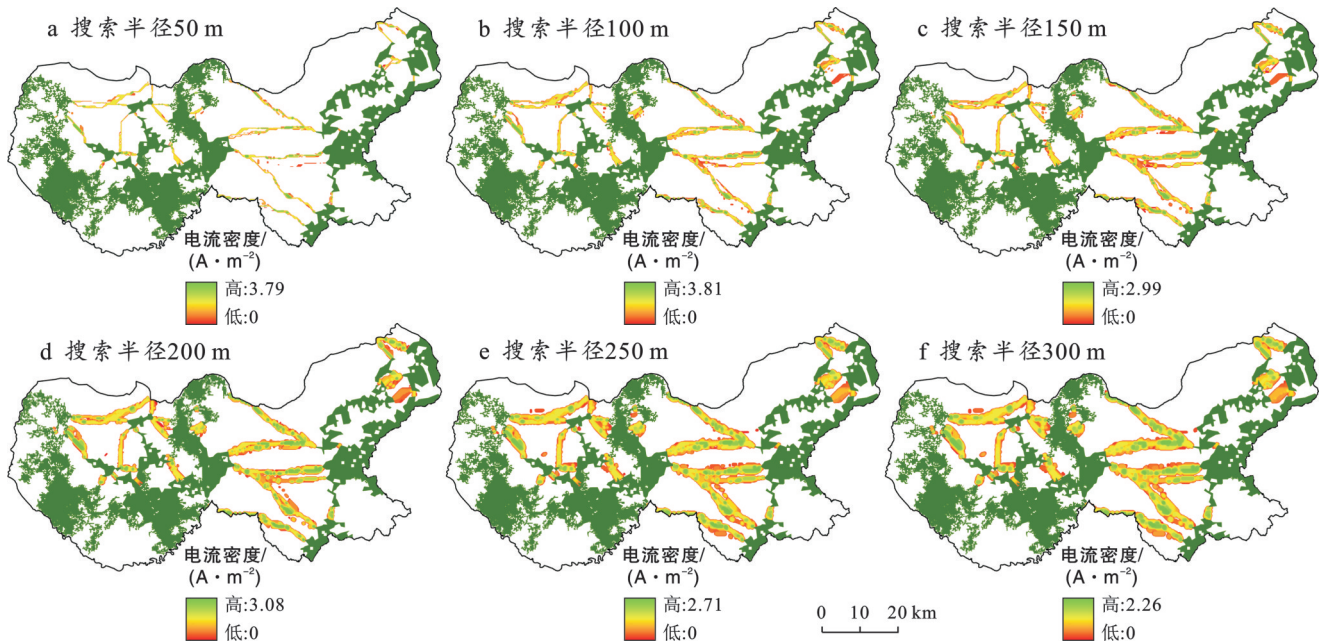 a 搜索半径50 m
b 搜索半径100 m
c 搜索半径150 m
电流密度/
(A·m⁻²)
高:3.79
低:0
电流密度/
(A·m⁻²)
高:3.81
低:0
电流密度/
(A·m⁻²)
高:2.99
低:0
d 搜索半径200 m
e 搜索半径250 m
f 搜索半径300 m
电流密度/
(A·m⁻²)
高:3.08
低:0
电流密度/
(A·m⁻²)
高:2.71
低:0
0 10 20 km
电流密度/
(A·m⁻²)
高:2.26
低:0